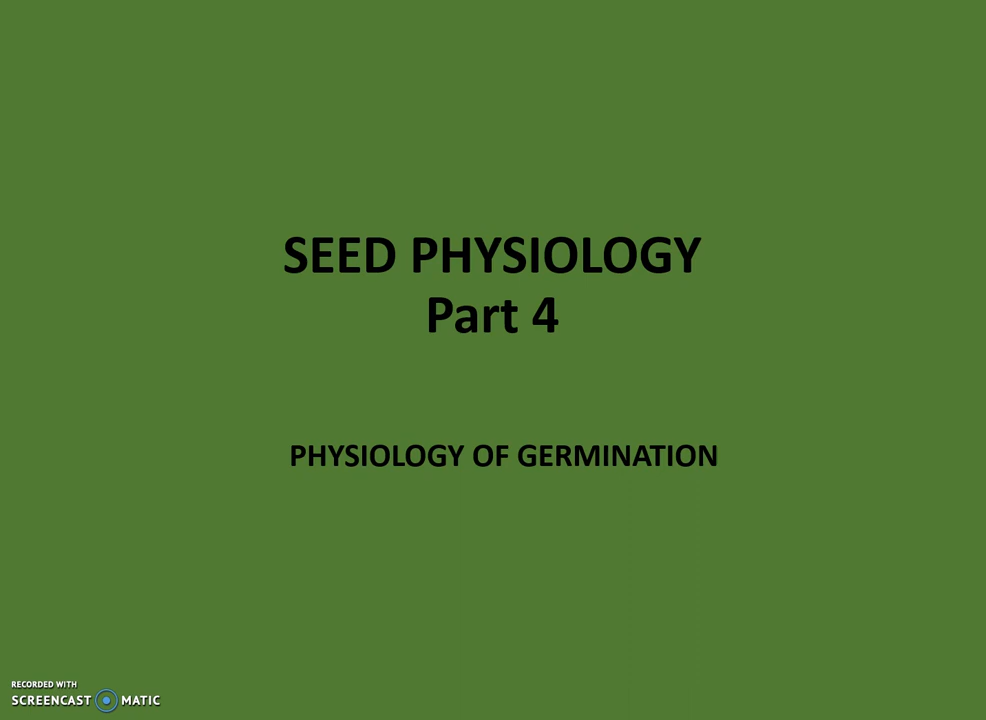 SEED PHYSIOLOGY
Part 4
PHYSIOLOGY OF GERMINATION
RECORDED WITH
SCREENCAST MATIC